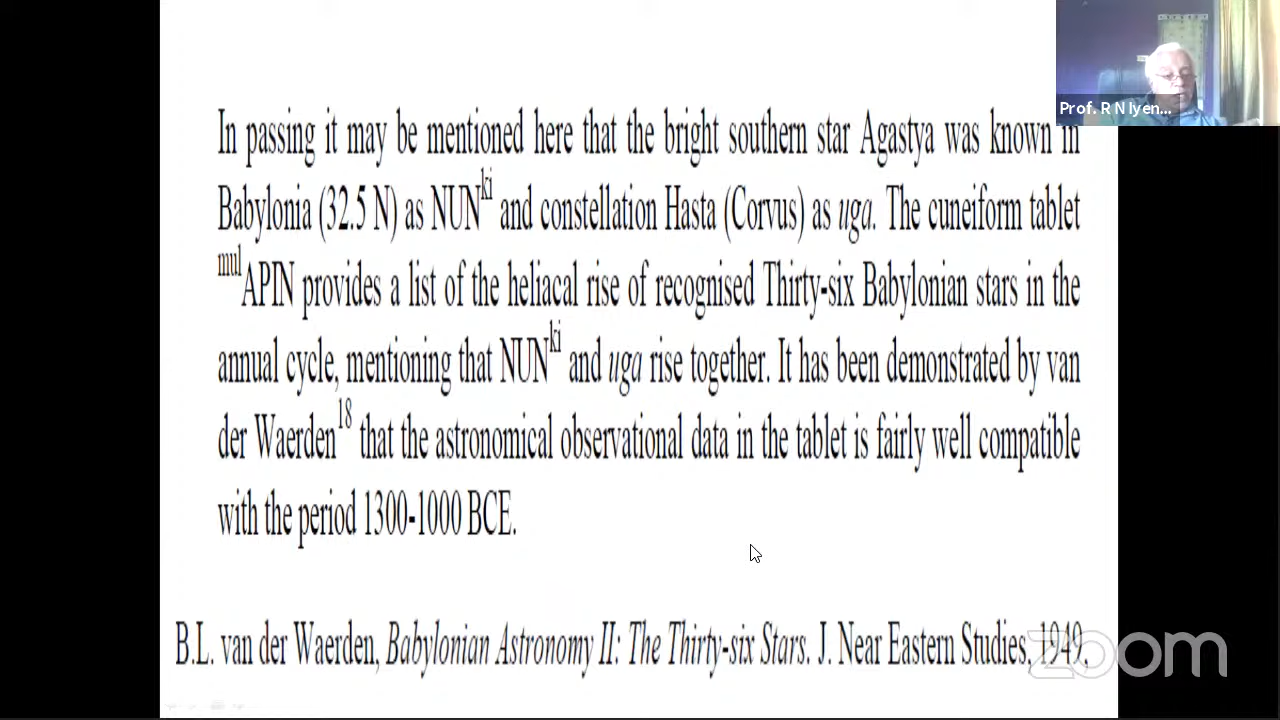 Prof. R N Iyen...
In passing it may be mentioned here that the bright southern star Agastya was known in
Babylonia (32.5 N) as NUNki and constellation Hasta (Corvus) as uga. The cuneiform tablet
mulAPIN provides a list of the heliacal rise of recognised Thirty-six Babylonian stars in the
annual cycle, mentioning that NUNki and uga rise together. It has been demonstrated by van
der Waerden18 that the astronomical observational data in the tablet is fairly well compatible
with the period 1300-1000 BCE.
B.L. van der Waerden, Babylonian Astronomy II: The Thirty-six Stars. J. Near Eastern Studies, 1949,
zoom